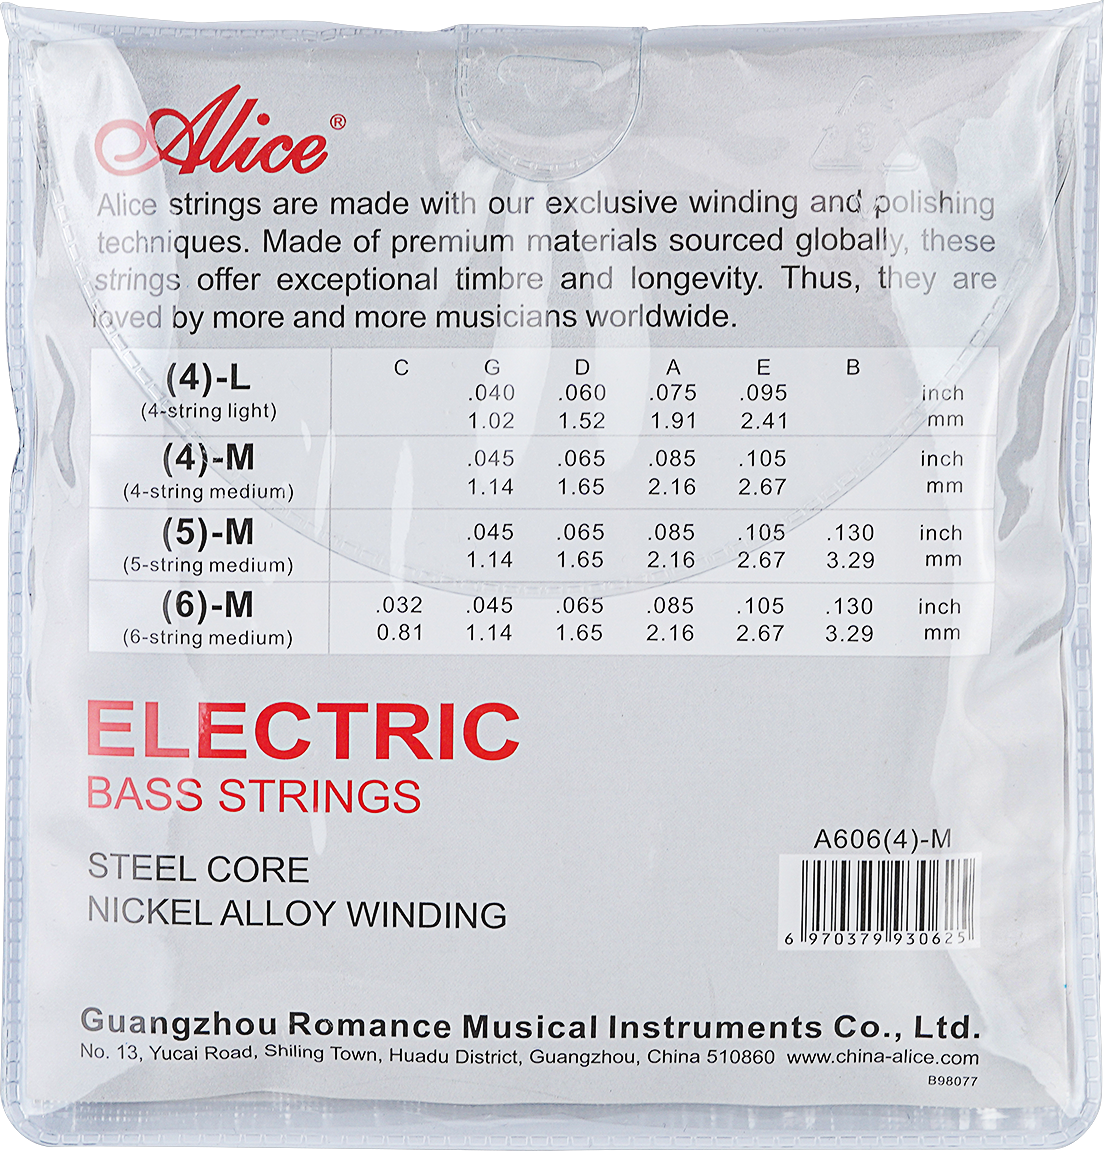 Alice®
Alice strings are made with our exclusive winding and polishing
techniques. Made of premium materials sourced globally, these
strings offer exceptional timbre and longevity. Thus, they are
loved by more and more musicians worldwide.
(4)-L C G D A E B
(4-string light) .040 .060 .075 .095 inch
1.02 1.52 1.91 2.41 mm
(4)-M .045 .065 .085 .105 inch
(4-string medium) 1.14 1.65 2.16 2.67 mm
(5)-M .045 .065 .085 .105 .130 inch
(5-string medium) 1.14 1.65 2.16 2.67 3.29 mm
(6)-M .032 .045 .065 .085 .105 .130 inch
(6-string medium) 0.81 1.14 1.65 2.16 2.67 3.29 mm
ELECTRIC
BASS STRINGS
STEEL CORE
NICKEL ALLOY WINDING
A606(4)-M
6 970379 930625
Guangzhou Romance Musical Instruments Co., Ltd.
No. 13, Yucai Road, Shiling Town, Huadu District, Guangzhou, China 510860 www.china-alice.com
B98077